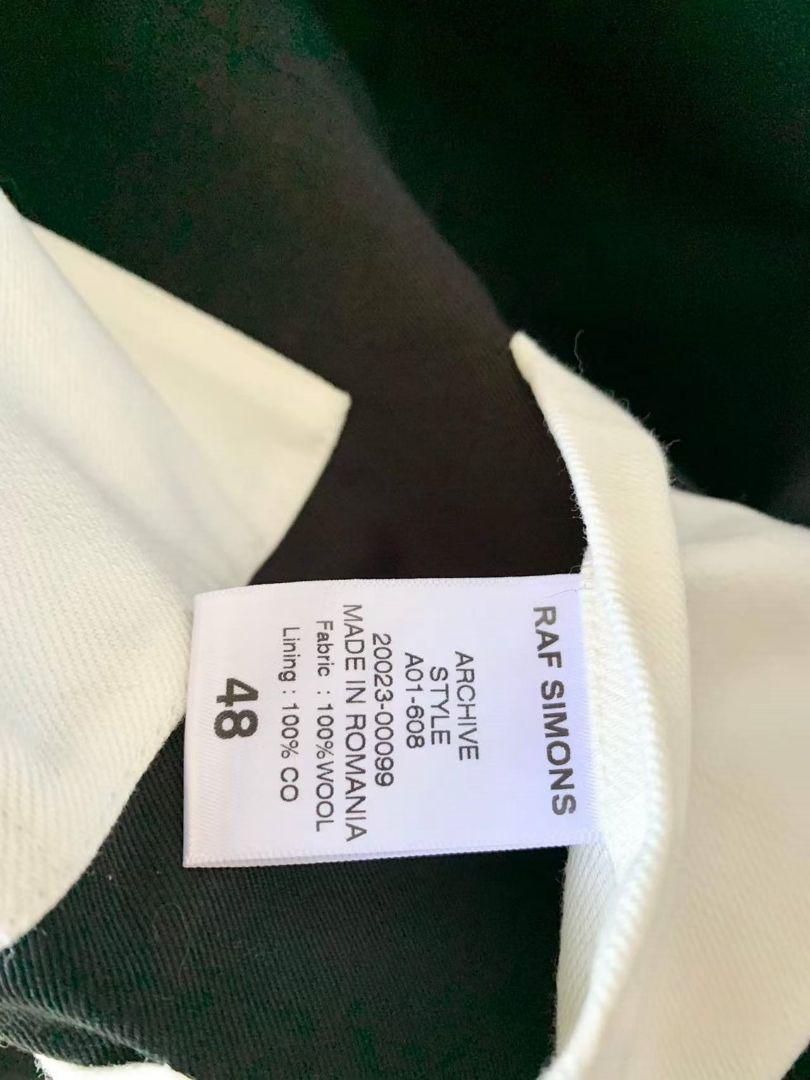 RAF SIMONS
ARCHIVE
STYLE
A01-608
20023-00099
MADE IN ROMANIA
Fabric : 100%WOOL
Lining : 100% CO
48